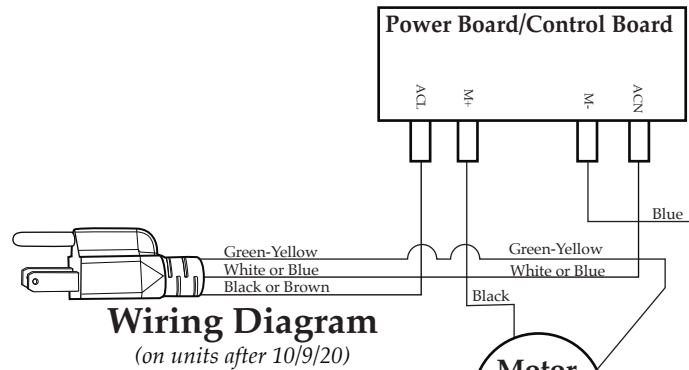 Power Board/Control Board
ACL
M+
M-
ACN
Blue
Green-Yellow
Green-Yellow
White or Blue
White or Blue
Black or Brown
Black
Wiring Diagram
(on units after 10/9/20)
Motor